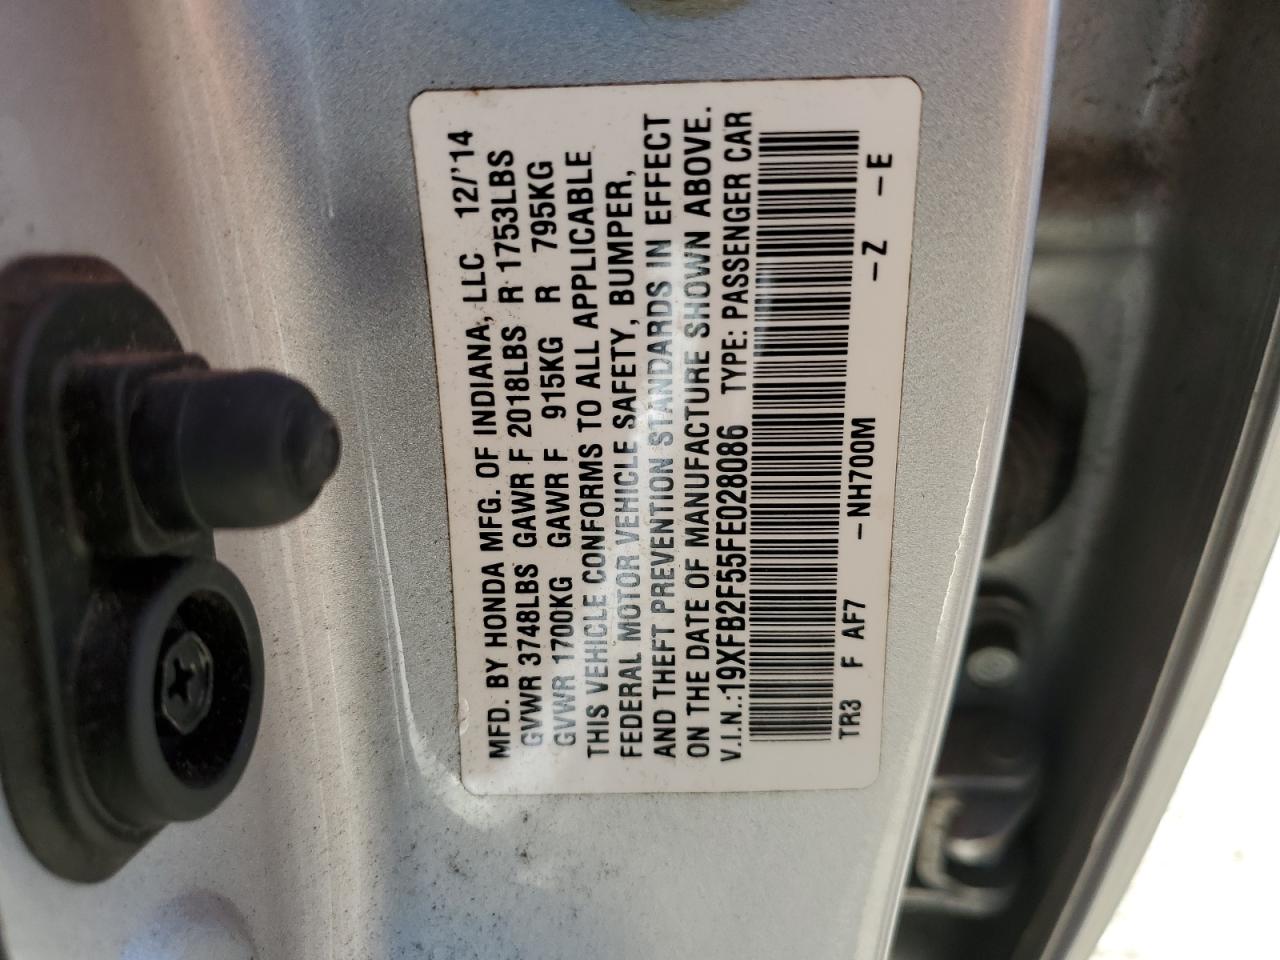 MFD. BY HONDA MFG. OF INDIANA, LLC 12/'14
GVWR 3748LBS GAWR F 2018LBS R 1753LBS
GVWR 1700KG GAWR F 915KG R 795KG
THIS VEHICLE CONFORMS TO ALL APPLICABLE
FEDERAL MOTOR VEHICLE SAFETY, BUMPER,
AND THEFT PREVENTION STANDARDS IN EFFECT
ON THE DATE OF MANUFACTURE SHOWN ABOVE.
V.I.N.:19XFB2F55FE028086 TYPE: PASSENGER CAR
TR3 F AF7 -NH700M -Z -E